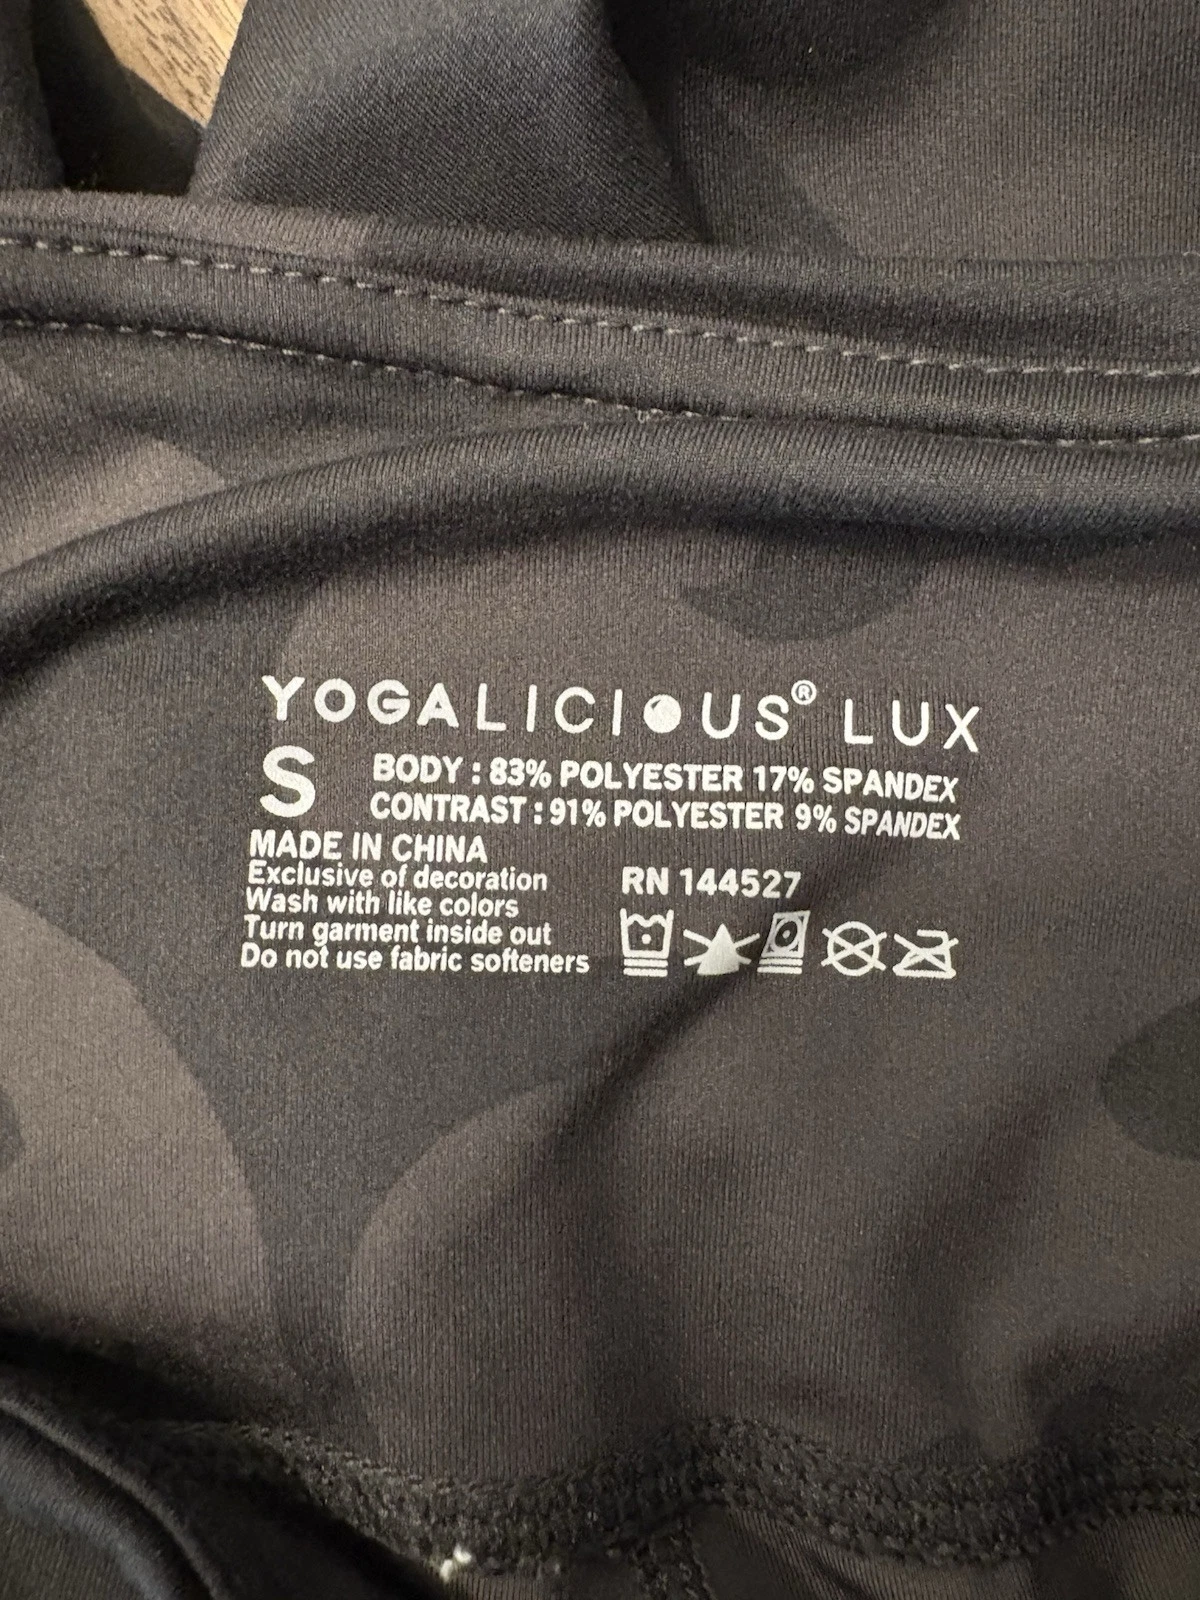 YOGALICIOUS® LUX
S
BODY : 83% POLYESTER 17% SPANDEX
CONTRAST : 91% POLYESTER 9% SPANDEX
MADE IN CHINA
Exclusive of decoration
Wash with like colors
Turn garment inside out
Do not use fabric softeners
RN 144527